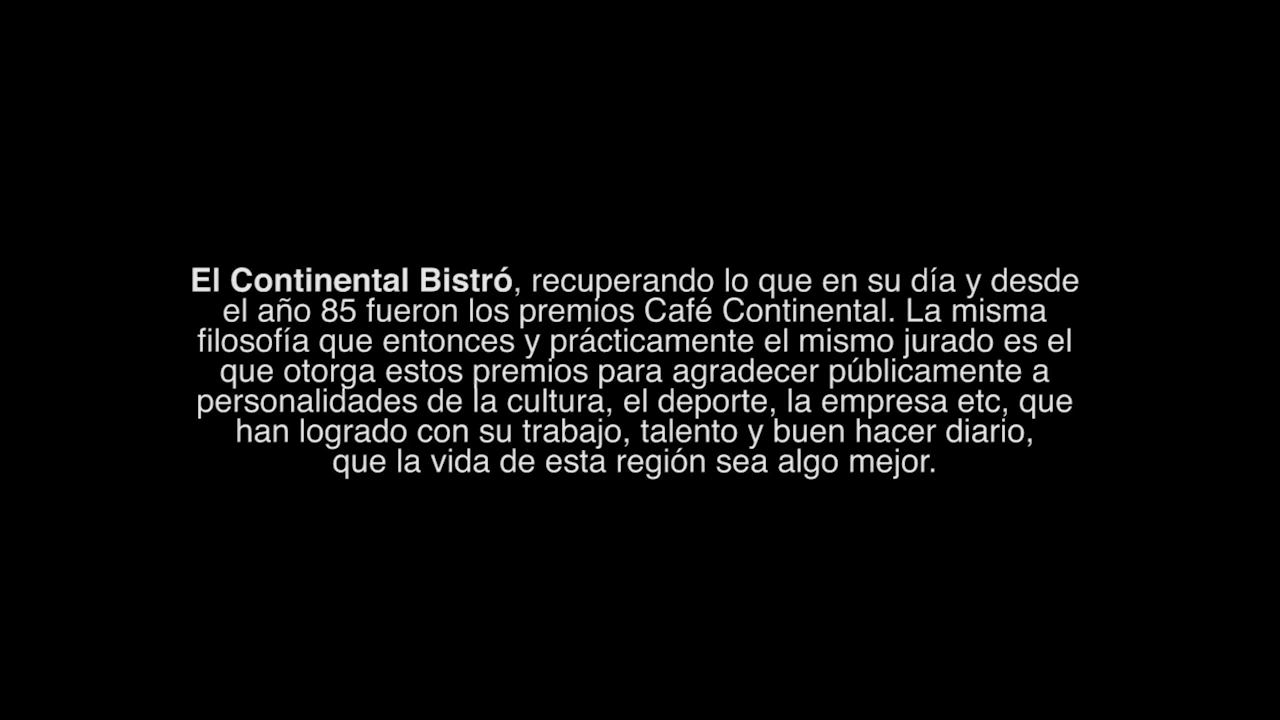 El Continental Bistró, recuperando lo que en su día y desde
el año 85 fueron los premios Café Continental. La misma
filosofía que entonces y prácticamente el mismo jurado es el
que otorga estos premios para agradecer públicamente a
personalidades de la cultura, el deporte, la empresa etc, que
han logrado con su trabajo, talento y buen hacer diario,
que la vida de esta región sea algo mejor.